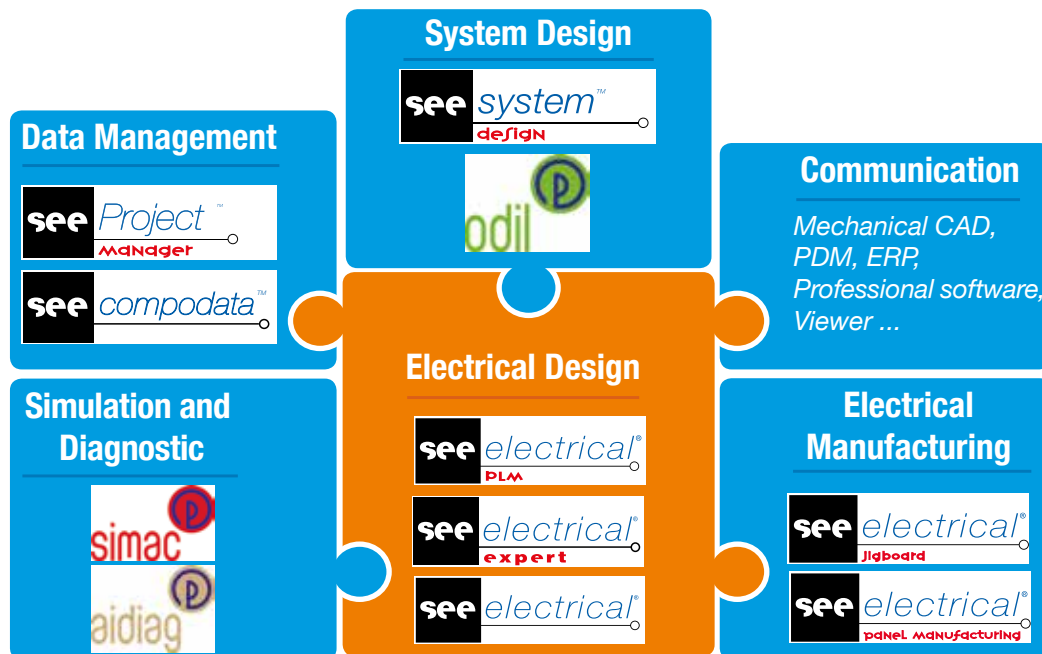 System Design
see system™
design
odil
Data Management
see Project™
manager
see compodata™
Communication
Mechanical CAD,
PDM, ERP,
Professional software,
Viewer ...
Electrical Design
see electrical®
PLM
see electrical®
expert
see electrical®
Simulation and
Diagnostic
simac
aidiag
Electrical
Manufacturing
see electrical®
jigboard
see electrical®
panel manufacturing